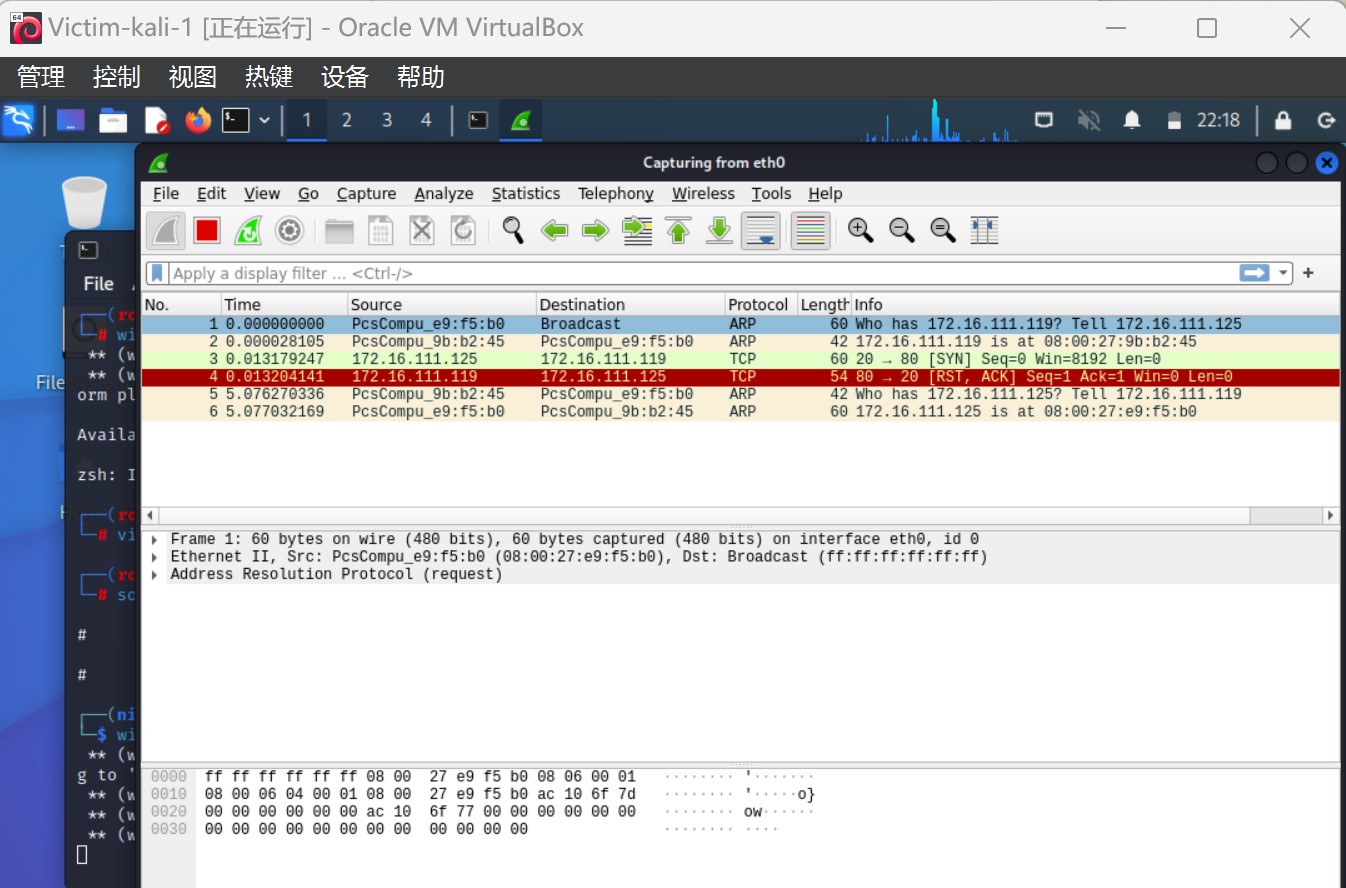 Victim-kali-1 [正在运行] - Oracle VM VirtualBox
管理 控制 视图 热键 设备 帮助
1 2 3 4 22:18
Capturing from eth0
File Edit View Go Capture Analyze Statistics Telephony Wireless Tools Help
Apply a display filter ... <Ctrl-/>
No. Time Source Destination Protocol Length Info
1 0.000000000 PcsCompu_e9:f5:b0 Broadcast ARP 60 Who has 172.16.111.119? Tell 172.16.111.125
2 0.000028105 PcsCompu_9b:b2:45 PcsCompu_e9:f5:b0 ARP 42 172.16.111.119 is at 08:00:27:9b:b2:45
3 0.013179247 172.16.111.125 172.16.111.119 TCP 60 20 → 80 [SYN] Seq=0 Win=8192 Len=0
4 0.013204141 172.16.111.119 172.16.111.125 TCP 54 80 → 20 [RST, ACK] Seq=1 Ack=1 Win=0 Len=0
5 5.076270336 PcsCompu_9b:b2:45 PcsCompu_e9:f5:b0 ARP 42 Who has 172.16.111.125? Tell 172.16.111.119
6 5.077032169 PcsCompu_e9:f5:b0 PcsCompu_9b:b2:45 ARP 60 172.16.111.125 is at 08:00:27:e9:f5:b0
Frame 1: 60 bytes on wire (480 bits), 60 bytes captured (480 bits) on interface eth0, id 0
Ethernet II, Src: PcsCompu_e9:f5:b0 (08:00:27:e9:f5:b0), Dst: Broadcast (ff:ff:ff:ff:ff:ff)
Address Resolution Protocol (request)
0000 ff ff ff ff ff ff 08 00 27 e9 f5 b0 08 06 00 01 ········ '·······
0010 08 00 06 04 00 01 08 00 27 e9 f5 b0 ac 10 6f 7d ········ '·····o}
0020 00 00 00 00 00 00 ac 10 6f 77 00 00 00 00 00 00 ········ ow······
0030 00 00 00 00 00 00 00 00 00 00 00 00 ········ ····
File
# wi
** (w
** (w
orm pl
Availa
zsh: I
# vi
# so
#
#
(ni
$ wi
** (w
g to '
** (w
** (w
** (w